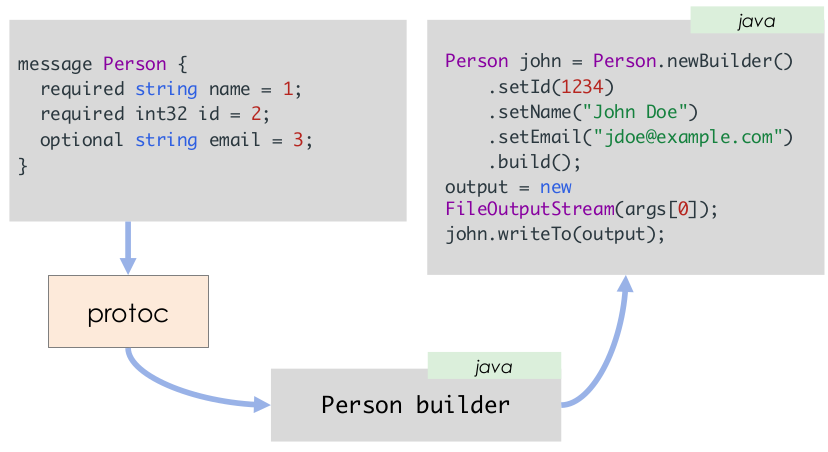 message Person {
  required string name = 1;
  required int32 id = 2;
  optional string email = 3;
}
protoc
java
Person builder
java
Person john = Person.newBuilder()
    .setId(1234)
    .setName("John Doe")
    .setEmail("jdoe@example.com")
    .build();
output = new
FileOutputStream(args[0]);
john.writeTo(output);